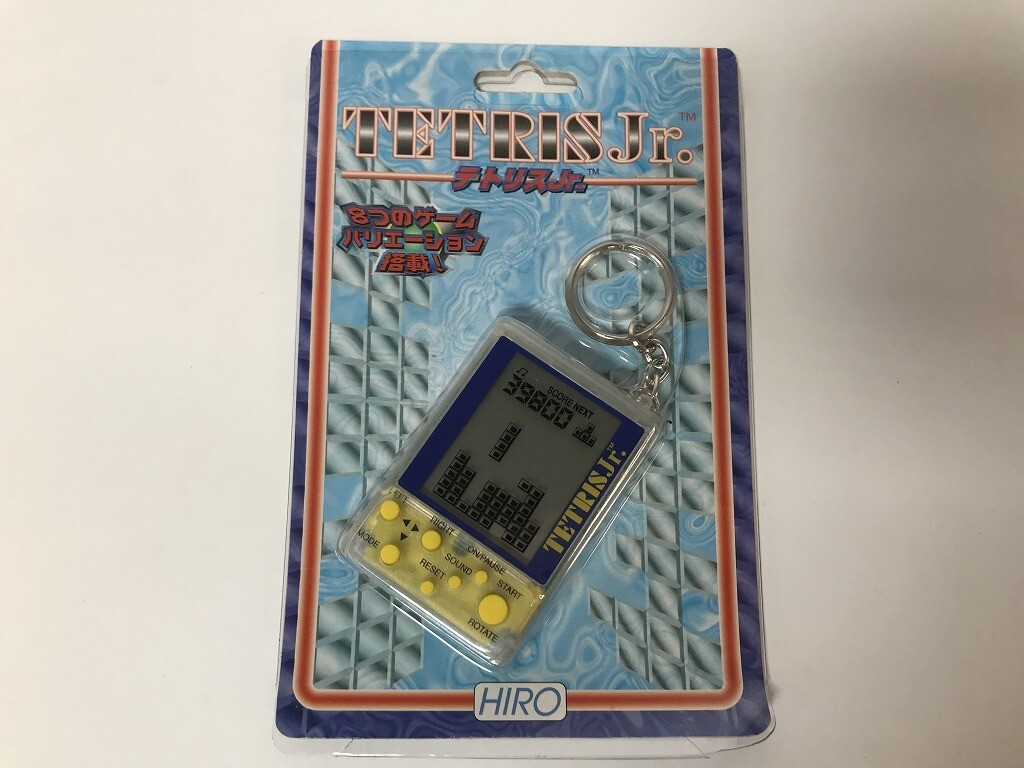 TETRIS Jr.™
テトリスJr.™
8つのゲーム
バリエーション
搭載!
SCORE NEXT
39800
TETRIS Jr.™
LEFT
RIGHT
MODE
ON/PAUSE
SOUND
RESET
START
ROTATE
HIRO